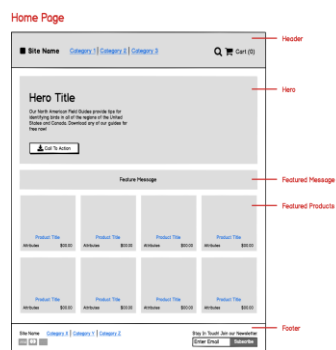 Home Page
Header
Site Name Category 1 | Category 2 | Category 3 Cart (0)
Hero
Hero Title
Our North American Field Guides provide tips for
identifying birds in all of the regions of the United
States and Canada. Download any of our guides for
free now!
Call To Action
Feature Message
Featured Message
Featured Products
Product Title Product Title Product Title Product Title
Attributes $00.00 Attributes $00.00 Attributes $00.00 Attributes $00.00
Product Title Product Title Product Title Product Title
Attributes $00.00 Attributes $00.00 Attributes $00.00 Attributes $00.00
Footer
Site Name Category X | Category Y | Category Z Stay In Touch! Join our Newsletter
Enter Email Subscribe